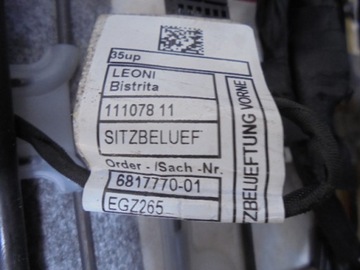 35up
LEONI
Bistrita
111078 11
SITZBELUEF
Order - /Sach -Nr.
6817770-01
EGZ265
ZBELUEFTUNG VORNE